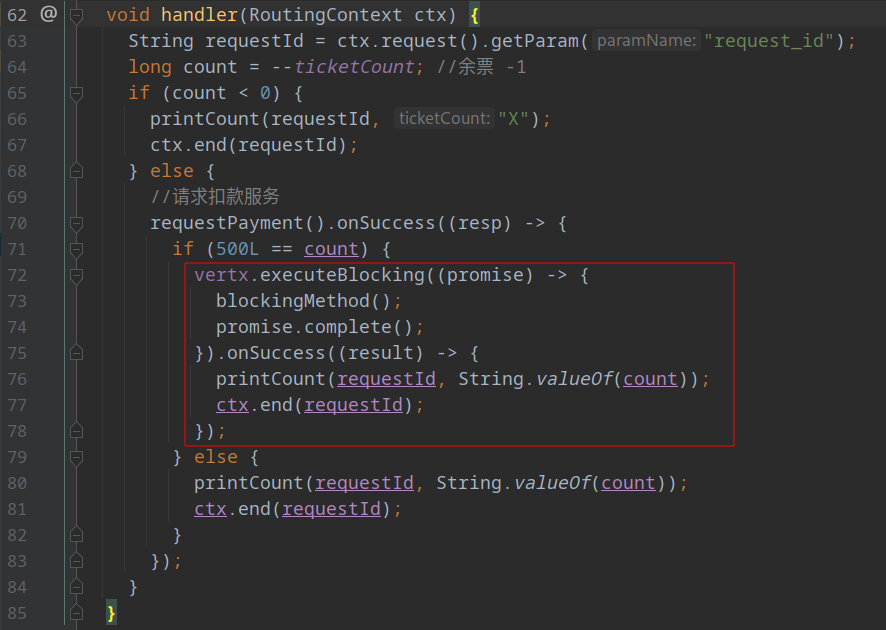 62 @ void handler(RoutingContext ctx) {
63 String requestId = ctx.request().getParam( paramName: "request_id");
64 long count = --ticketCount; //余票 -1
65 if (count < 0) {
66 printCount(requestId, ticketCount: "X");
67 ctx.end(requestId);
68 } else {
69 //请求扣款服务
70 requestPayment().onSuccess((resp) -> {
71 if (500L == count) {
72 vertx.executeBlocking((promise) -> {
73 blockingMethod();
74 promise.complete();
75 }).onSuccess((result) -> {
76 printCount(requestId, String.valueOf(count));
77 ctx.end(requestId);
78 });
79 } else {
80 printCount(requestId, String.valueOf(count));
81 ctx.end(requestId);
82 }
83 });
84 }
85 }